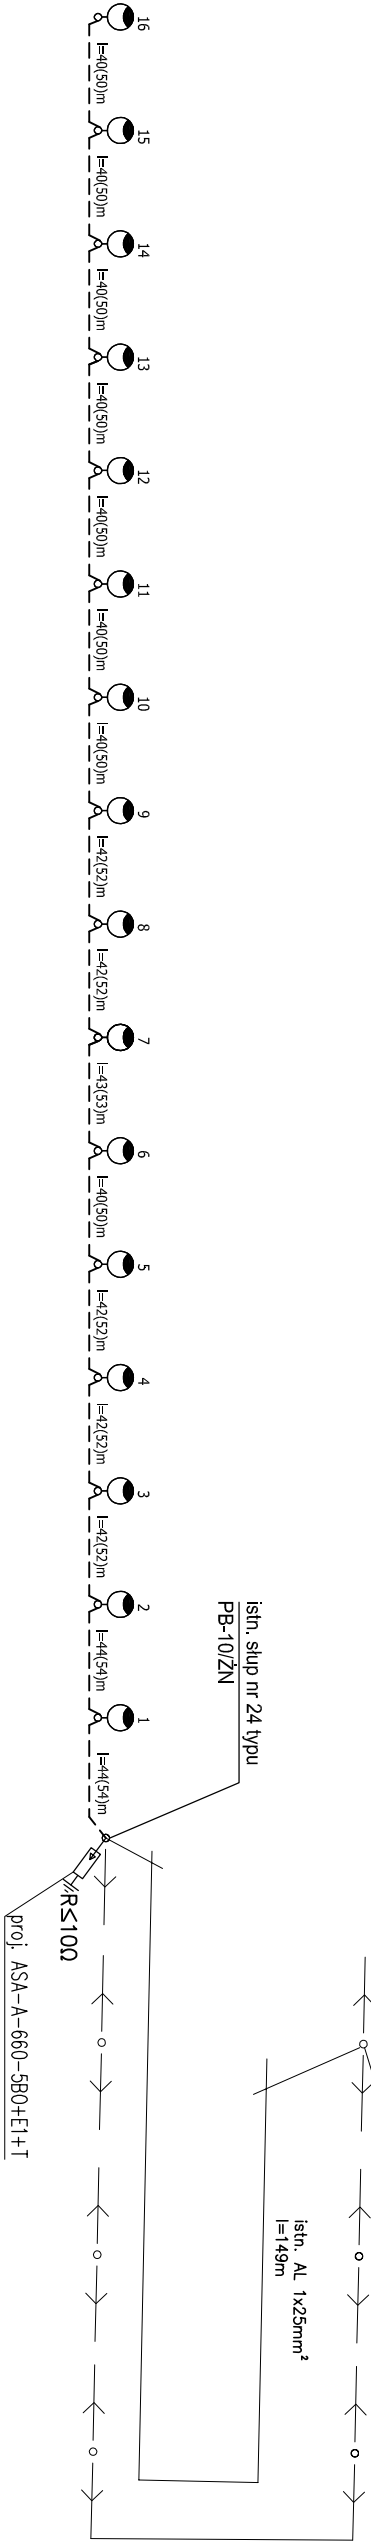 16
l=40(50)m
15
l=40(50)m
14
l=40(50)m
13
l=40(50)m
12
l=40(50)m
11
l=40(50)m
10
l=40(50)m
9
l=42(52)m
8
l=42(52)m
7
l=43(53)m
6
l=40(50)m
5
l=42(52)m
4
l=42(52)m
3
l=42(52)m
2
l=44(54)m
1
l=44(54)m
istn. słup nr 24 typu
PB-10/ŻN
R≤10Ω
proj. ASA-A-660-5B0+E1+T
istn. AL 1x25mm²
l=149m